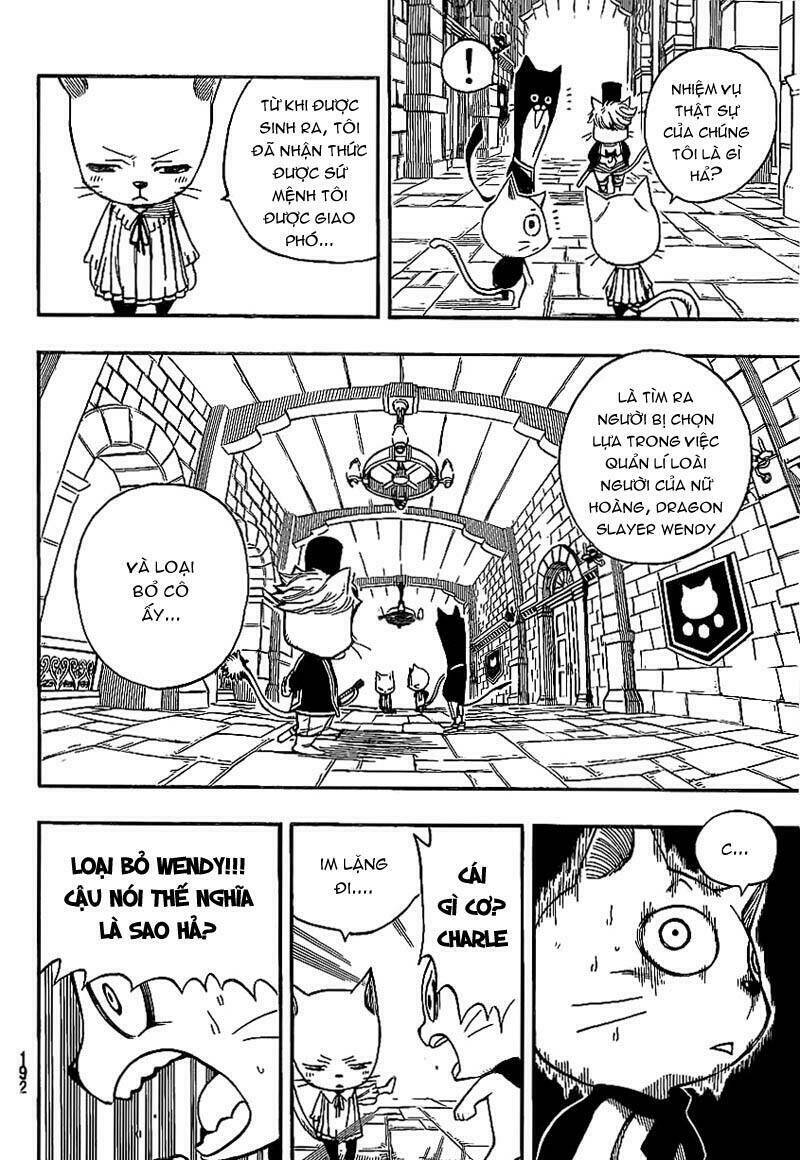 NHIỆM VỤ
THẬT SỰ
CỦA CHÚNG
TÔI LÀ GÌ
HẢ?
!
TỪ KHI ĐƯỢC
SINH RA, TÔI
ĐÃ NHẬN THỨC
ĐƯỢC SỨ
MỆNH TÔI
ĐƯỢC GIAO
PHÓ...
LÀ TÌM RA
NGƯỜI BỊ CHỌN
LỰA TRONG VIỆC
QUẢN LÍ LOÀI
NGƯỜI CỦA NỮ
HOÀNG, DRAGON
SLAYER WENDY
VÀ LOẠI
BỎ CÔ
ẤY...
C...
CÁI
GÌ CƠ?
CHARLE
IM LẶNG
ĐI....
LOẠI BỎ WENDY!!!
CẬU NÓI THẾ NGHĨA
LÀ SAO HẢ?
192